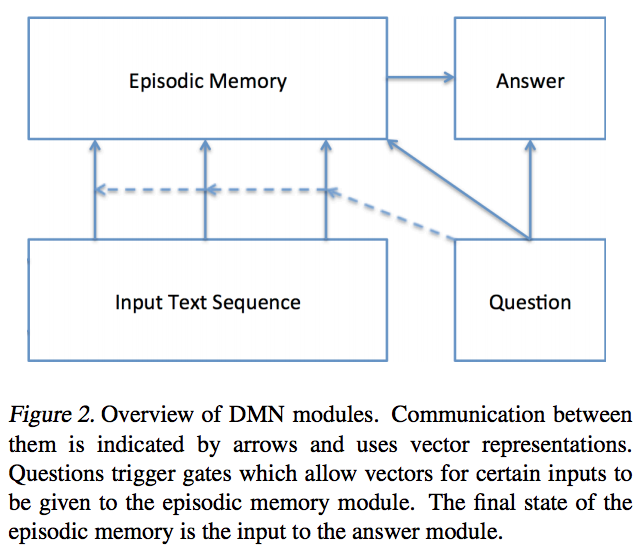 Episodic Memory
Answer
Input Text Sequence
Question
Figure 2. Overview of DMN modules. Communication between
them is indicated by arrows and uses vector representations.
Questions trigger gates which allow vectors for certain inputs to
be given to the episodic memory module. The final state of the
episodic memory is the input to the answer module.